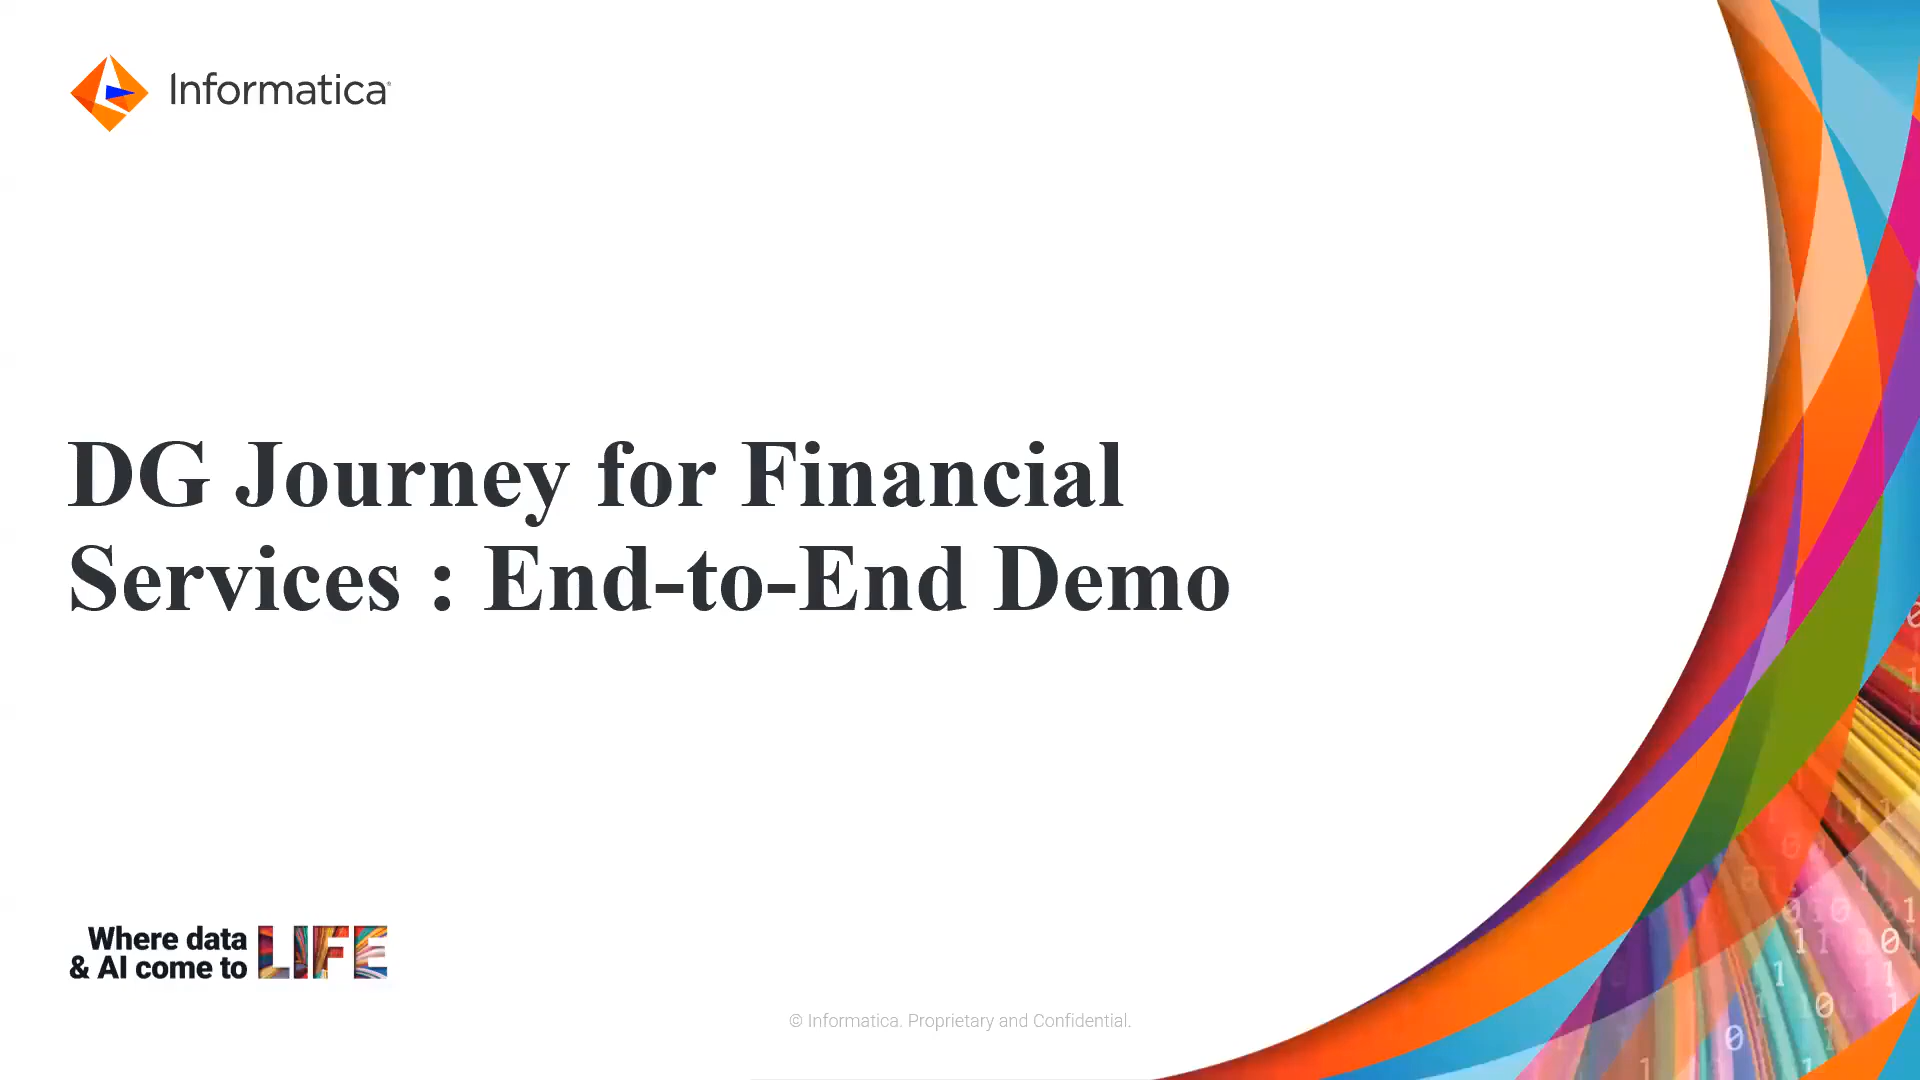 Informatica
DG Journey for Financial
Services : End-to-End Demo
Where data
& AI come to LIFE
© Informatica. Proprietary and Confidential.